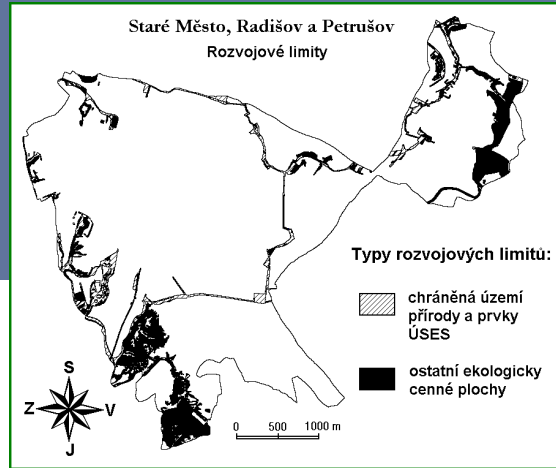 Staré Město, Radišov a Petrušov
Rozvojové limity
Typy rozvojových limitů:
chráněná území
přírody a prvky
ÚSES
ostatní ekologicky
cenné plochy
S
Z V
J
0 500 1000 m